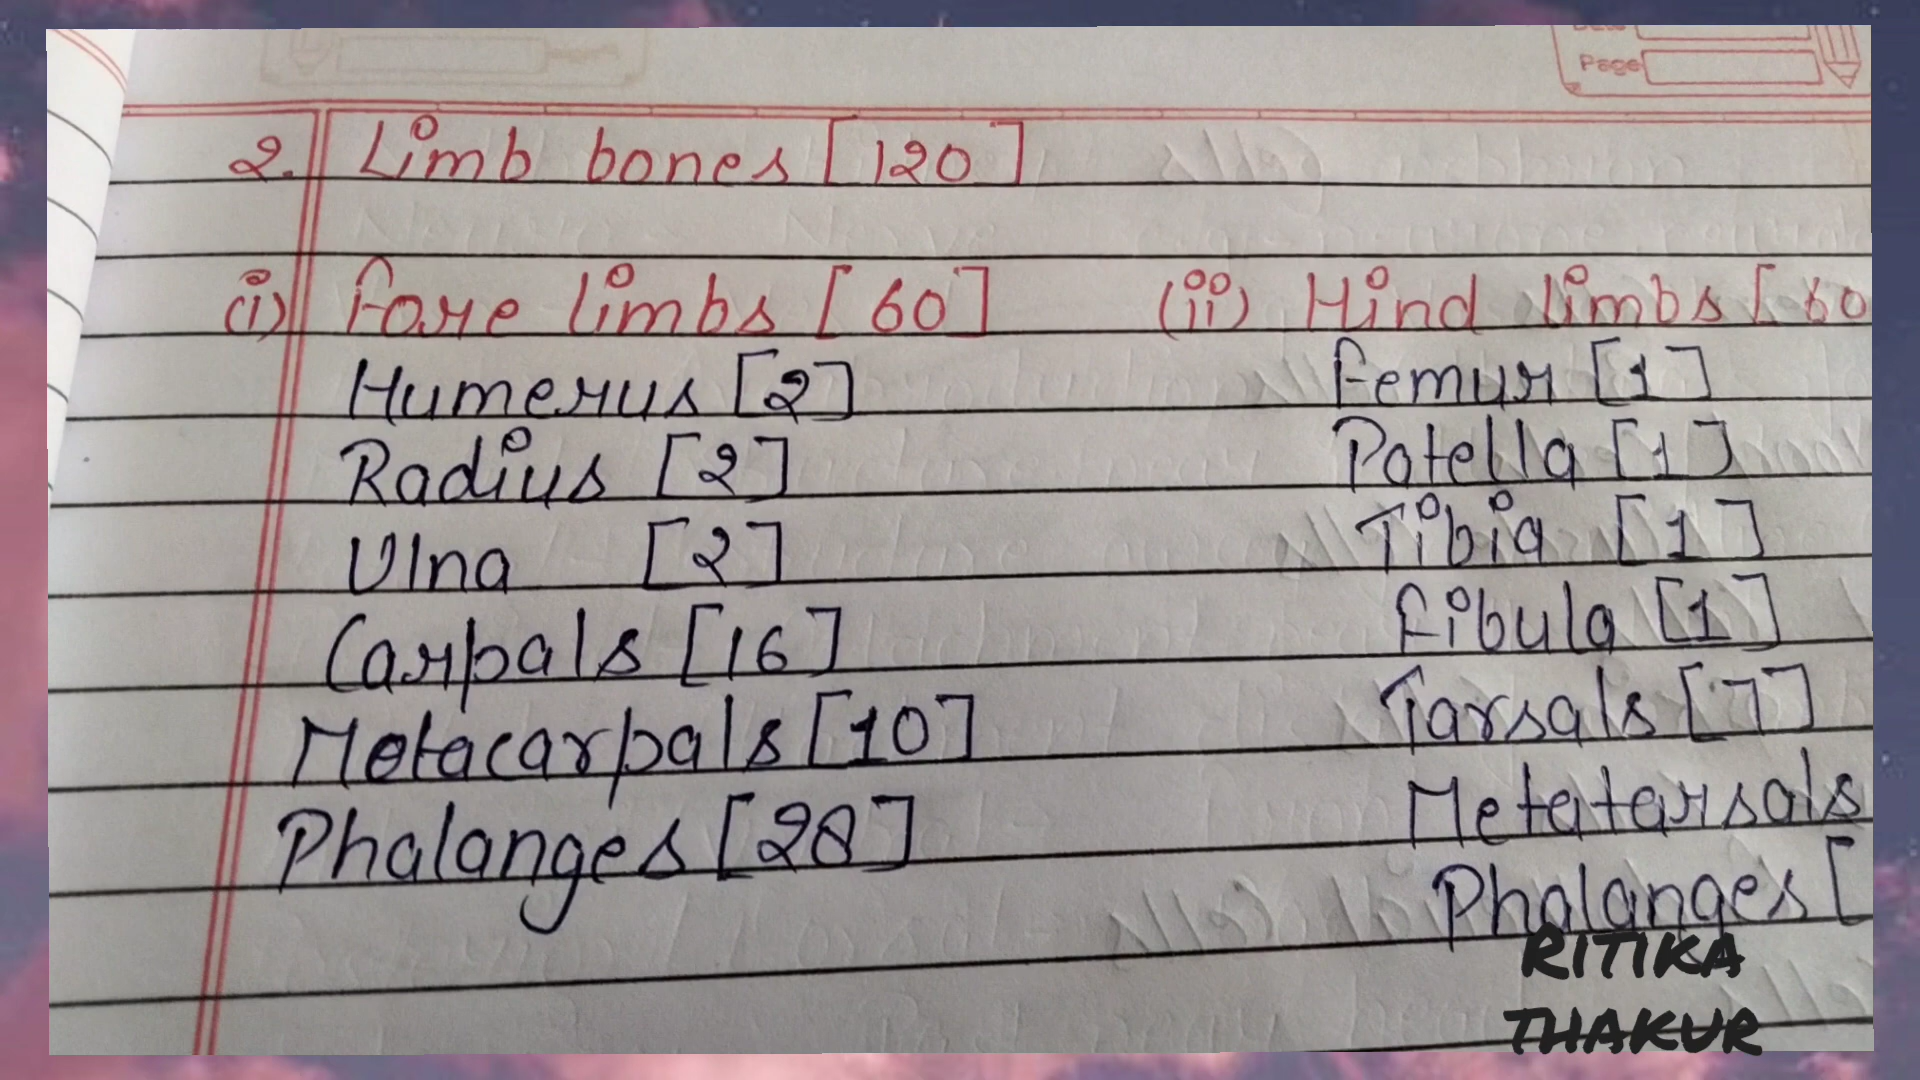 Page
2. Limb bones [120]
(i) Fore limbs [60] (ii) Hind limbs [60
Humerus [2] Femur [1]
Radius [2] Patella [1]
Ulna [2] Tibia [1]
Carpals [16] Fibula [1]
Metacarpals [10] Tarsals [7]
Phalanges [28] Metatarsals
Phalanges [
RITIKA
THAKUR